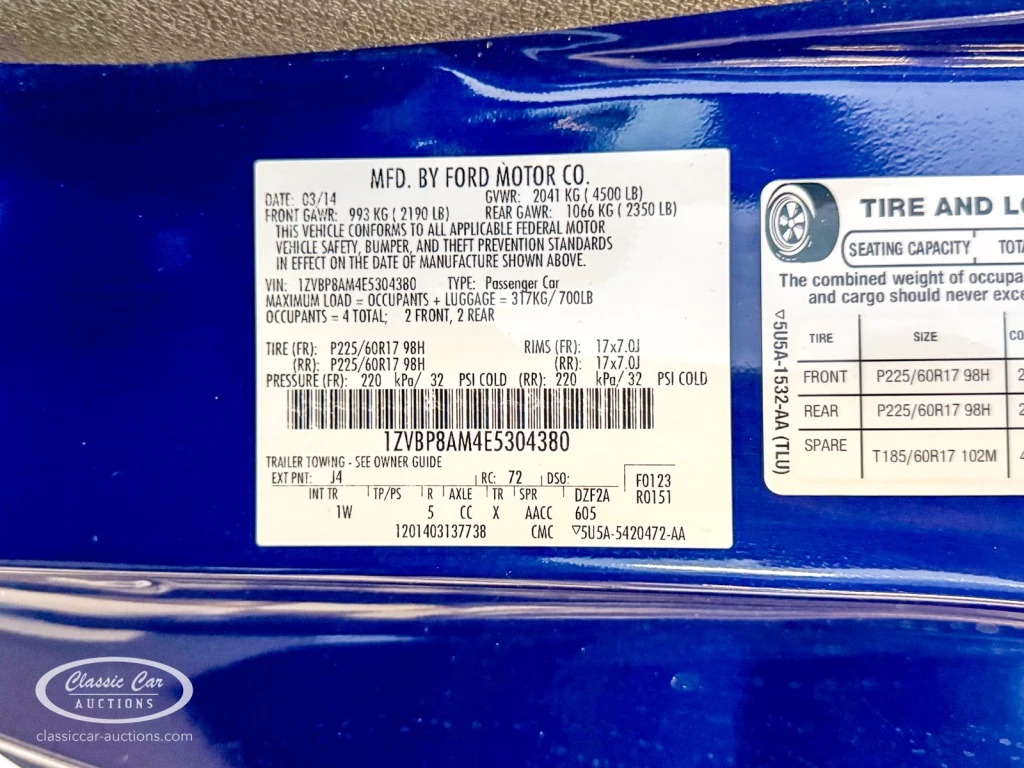 MFD. BY FORD MOTOR CO.
DATE: 03/14 GVWR: 2041 KG ( 4500 LB)
FRONT GAWR: 993 KG ( 2190 LB) REAR GAWR: 1066 KG ( 2350 LB)
THIS VEHICLE CONFORMS TO ALL APPLICABLE FEDERAL MOTOR
VEHICLE SAFETY, BUMPER, AND THEFT PREVENTION STANDARDS
IN EFFECT ON THE DATE OF MANUFACTURE SHOWN ABOVE.
VIN: 1ZVBP8AM4E5304380 TYPE: Passenger Car
MAXIMUM LOAD = OCCUPANTS + LUGGAGE = 317KG/ 700LB
OCCUPANTS = 4 TOTAL; 2 FRONT, 2 REAR
TIRE (FR): P225/60R17 98H RIMS (FR): 17x7.0J
(RR): P225/60R17 98H (RR): 17x7.0J
PRESSURE (FR): 220 kPa/ 32 PSI COLD (RR): 220 kPa/ 32 PSI COLD
1ZVBP8AM4E5304380
TRAILER TOWING - SEE OWNER GUIDE
EXT PNT: J4 RC: 72 DSO: F0123
R0151
INT TR TP/PS R AXLE TR SPR DZF2A
1W 5 CC X AACC 605
1201403137738 CMC ▽5U5A-5420472-AA
TIRE AND LO
SEATING CAPACITY TOTA
The combined weight of occupa
and cargo should never exce
▽5U5A-1532-AA (TLU)
TIRE SIZE CO
FRONT P225/60R17 98H 2
REAR P225/60R17 98H 2
SPARE T185/60R17 102M 4
Classic Car
AUCTIONS
classiccar-auctions.com